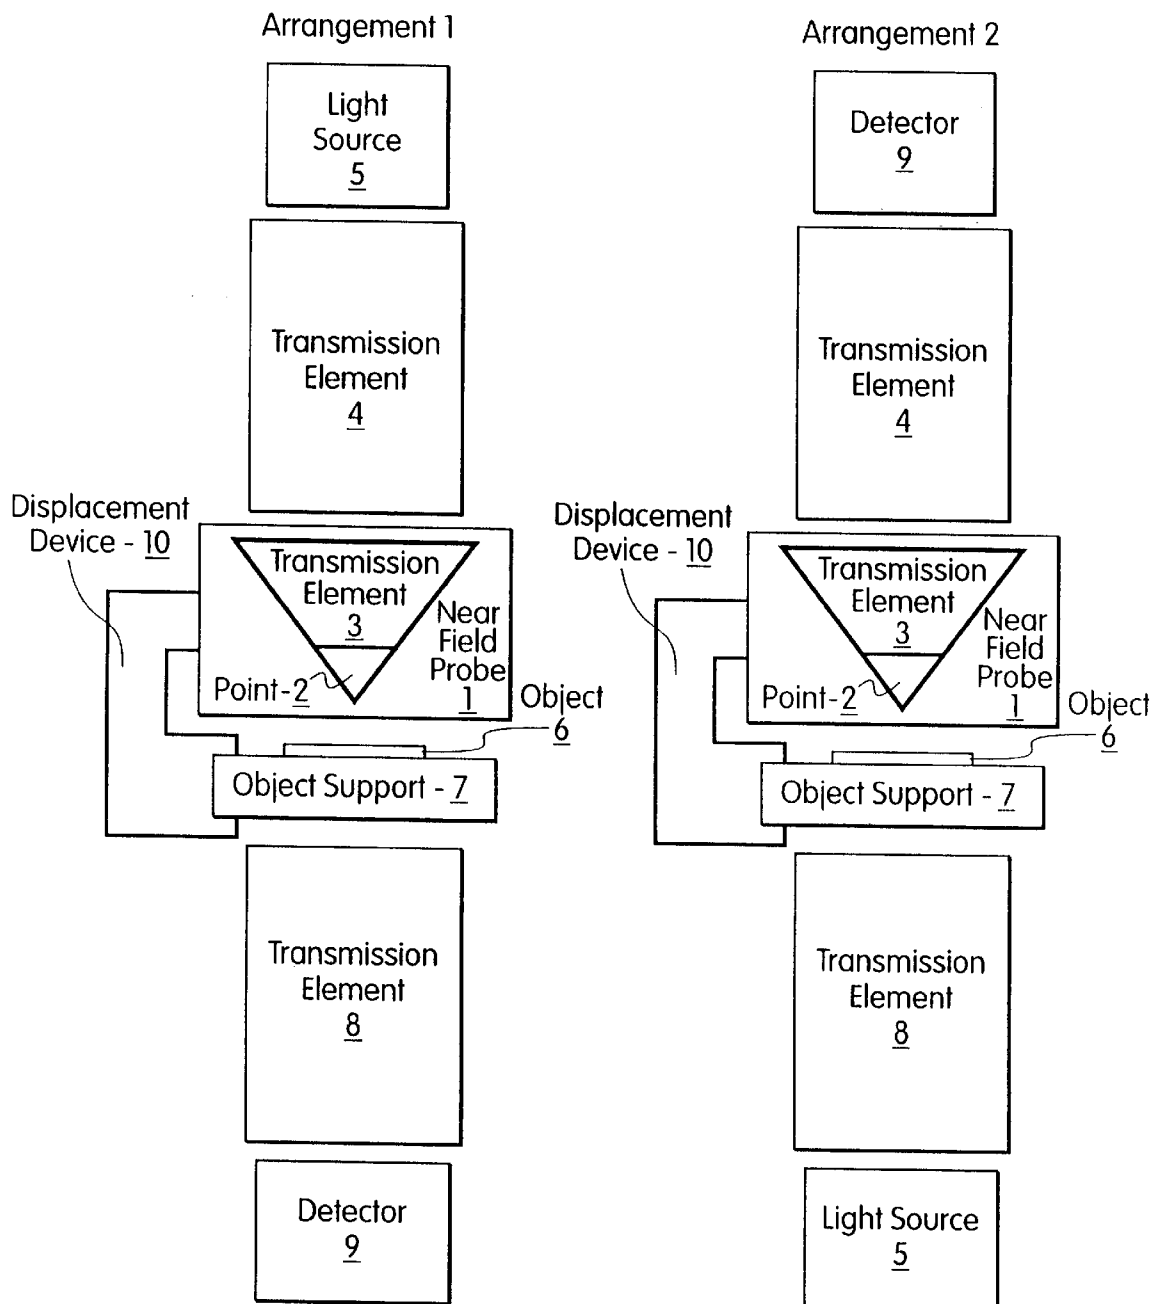 Arrangement 1
Light
Source
5
Transmission
Element
4
Displacement
Device - 10
Transmission
Element
3
Near
Field
Probe
1
Point-2
Object
6
Object Support - 7
Transmission
Element
8
Detector
9
Arrangement 2
Detector
9
Transmission
Element
4
Displacement
Device - 10
Transmission
Element
3
Near
Field
Probe
1
Point-2
Object
6
Object Support - 7
Transmission
Element
8
Light Source
5